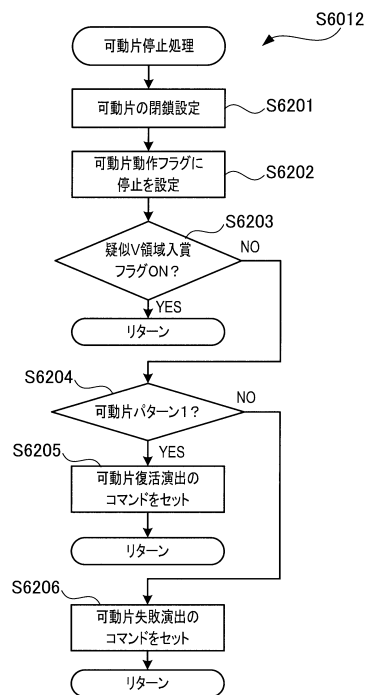 S6012
可動片停止処理
可動片の閉鎖設定
S6201
可動片動作フラグに
停止を設定
S6202
S6203
疑似V領域入賞
フラグON？
NO
YES
リターン
S6204
可動片パターン1？
NO
YES
S6205
可動片復活演出の
コマンドをセット
リターン
S6206
可動片失敗演出の
コマンドをセット
リターン